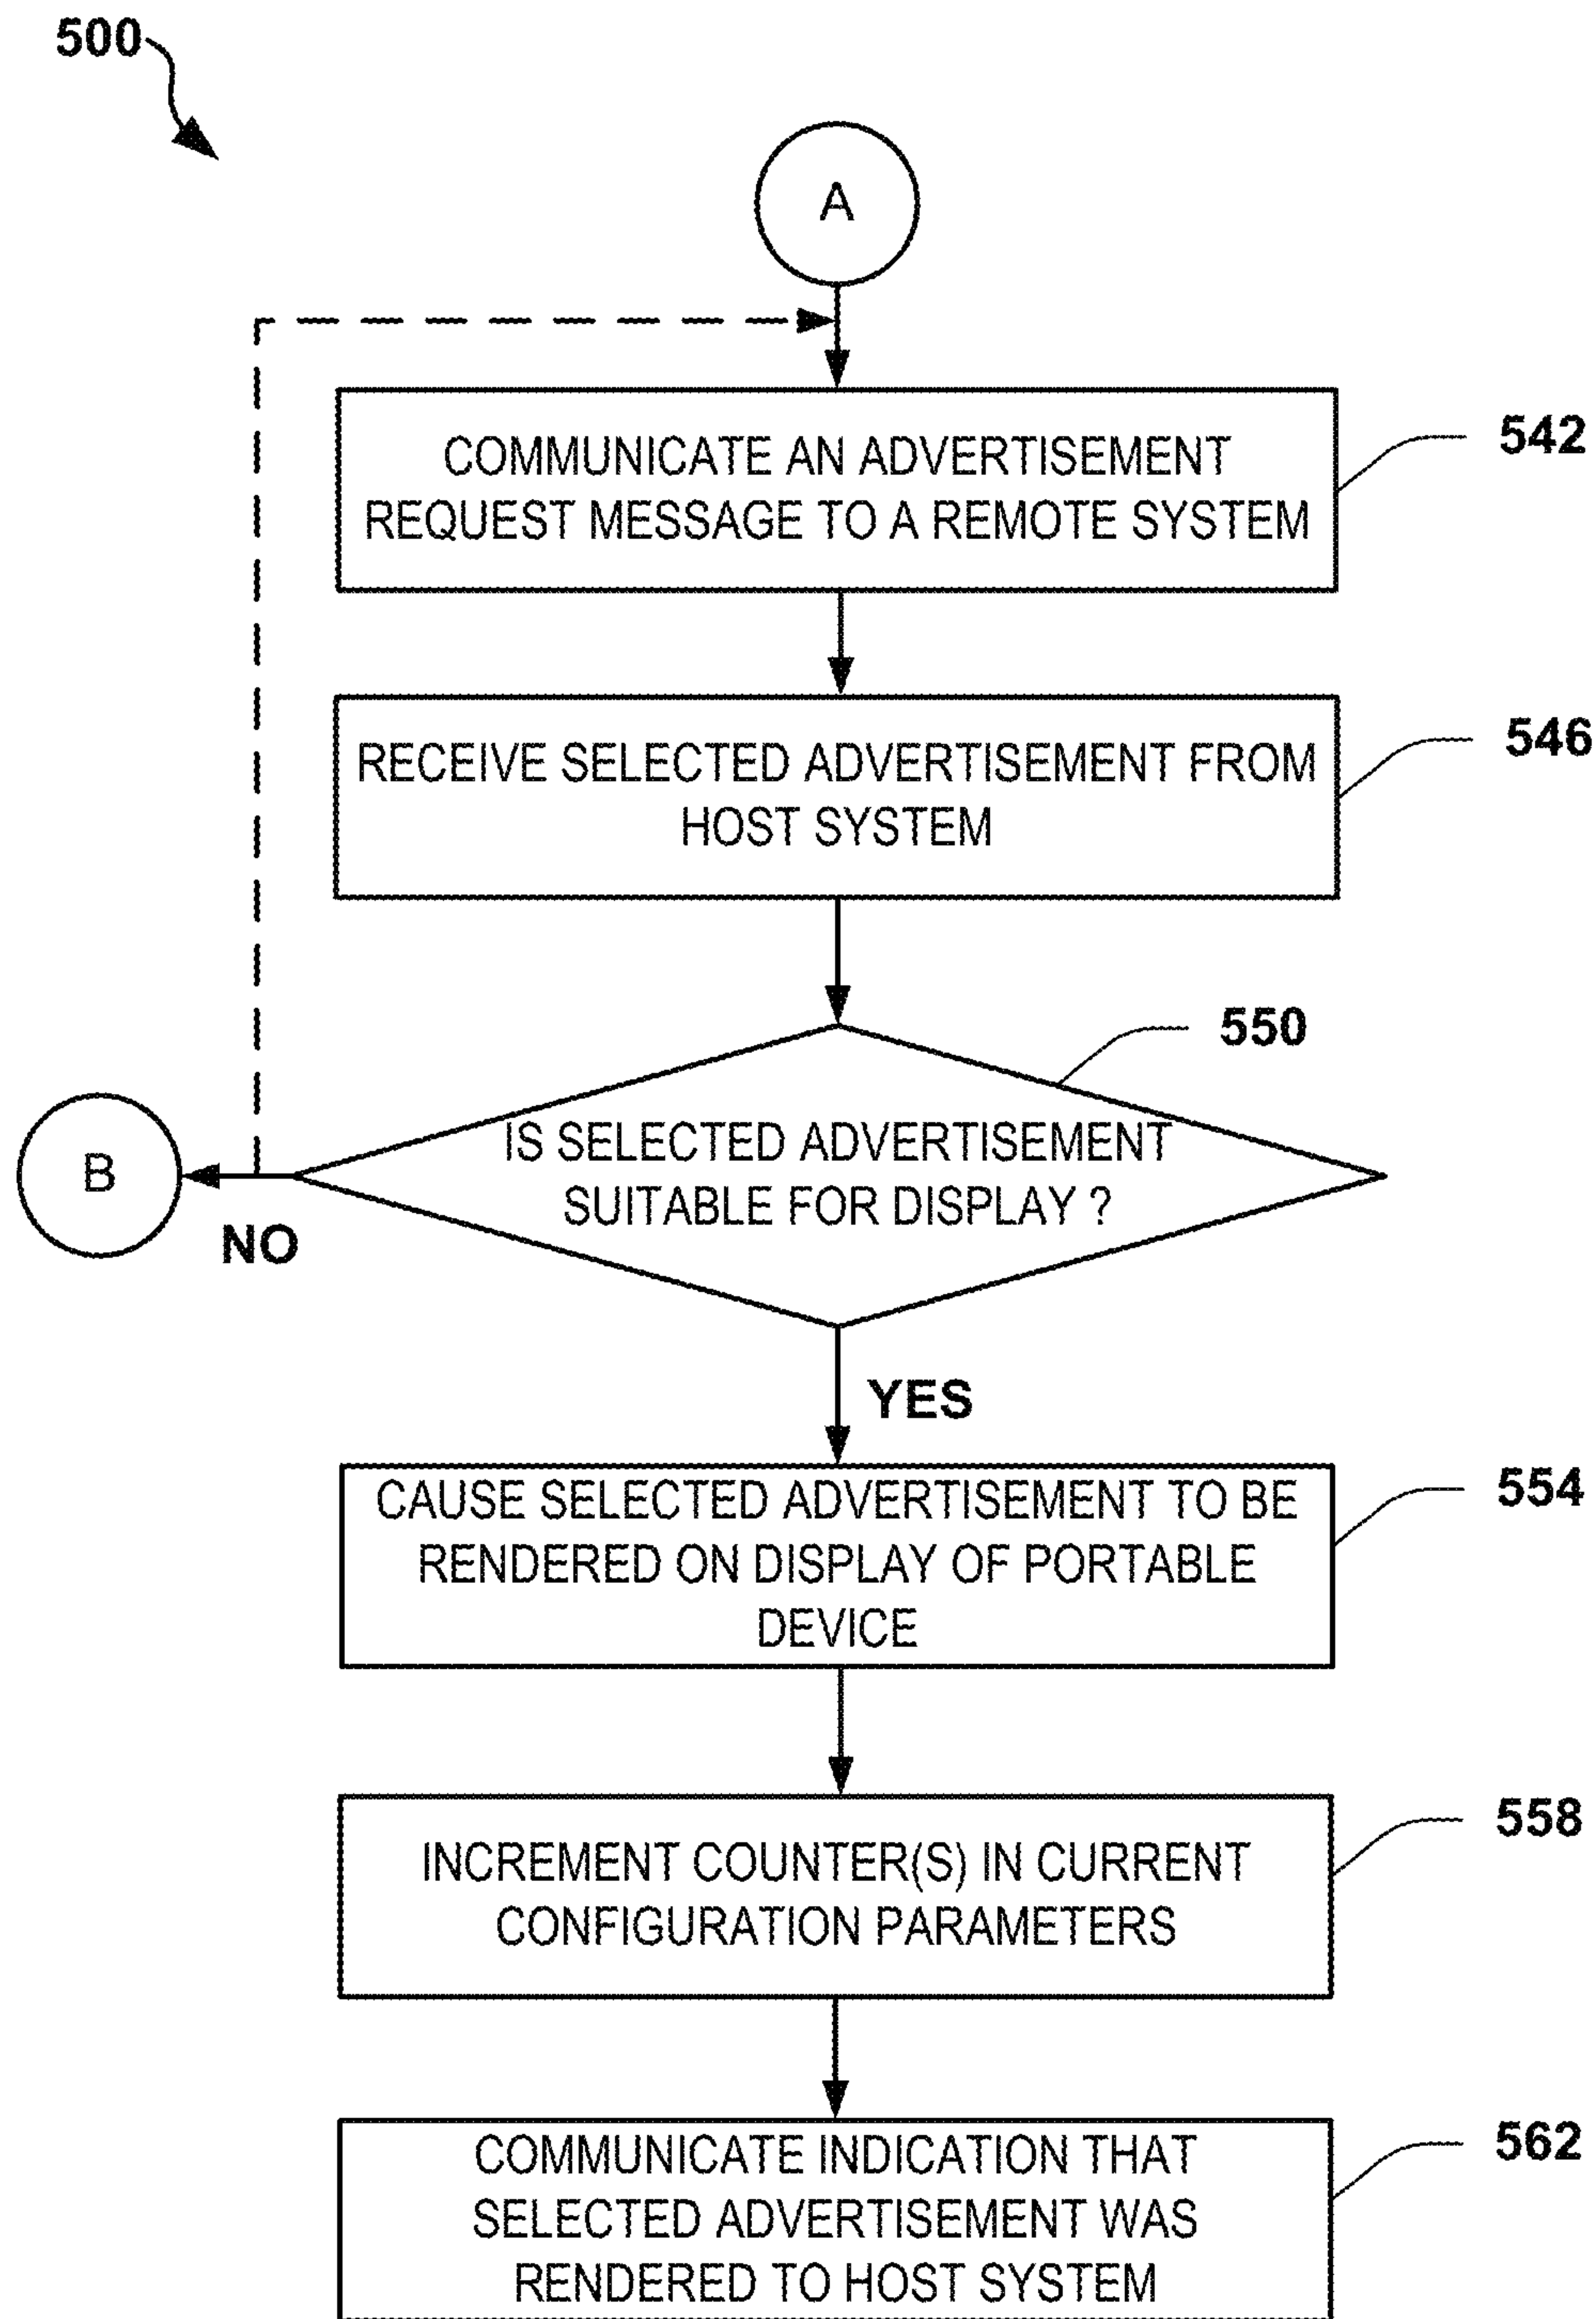 500
A
COMMUNICATE AN ADVERTISEMENT
REQUEST MESSAGE TO A REMOTE SYSTEM
542
RECEIVE SELECTED ADVERTISEMENT FROM
HOST SYSTEM
546
550
IS SELECTED ADVERTISEMENT
SUITABLE FOR DISPLAY ?
B
NO
YES
CAUSE SELECTED ADVERTISEMENT TO BE
RENDERED ON DISPLAY OF PORTABLE
DEVICE
554
INCREMENT COUNTER(S) IN CURRENT
CONFIGURATION PARAMETERS
558
COMMUNICATE INDICATION THAT
SELECTED ADVERTISEMENT WAS
RENDERED TO HOST SYSTEM
562